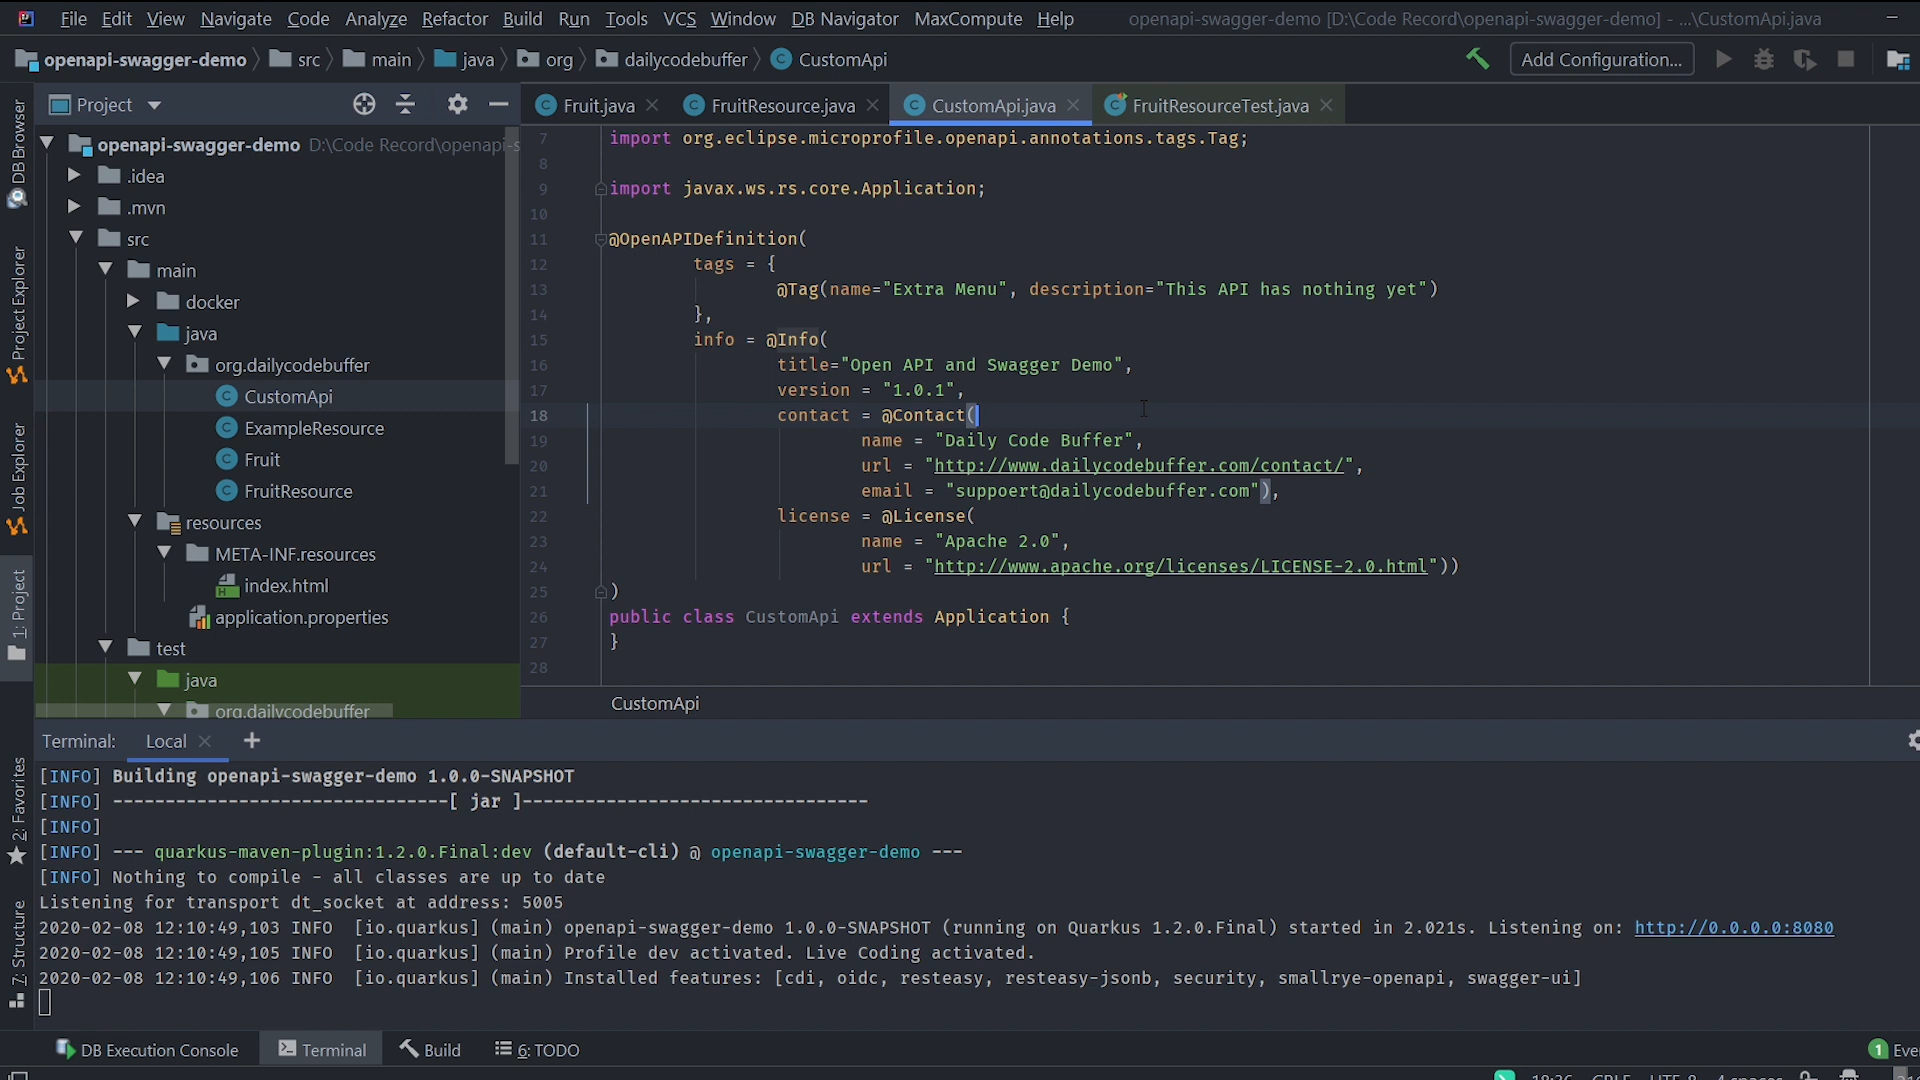 File Edit View Navigate Code Analyze Refactor Build Run Tools VCS Window DB Navigator MaxCompute Help openapi-swagger-demo [D:\Code Record\openapi-swagger-demo] - ...\CustomApi.java
openapi-swagger-demo src main java org dailycodebuffer CustomApi Add Configuration...
Project
Fruit.java FruitResource.java CustomApi.java FruitResourceTest.java
DB Browser
Project Explorer
Job Explorer
1: Project
2: Favorites
7: Structure
openapi-swagger-demo D:\Code Record\openapi-s
.idea
.mvn
src
main
docker
java
org.dailycodebuffer
CustomApi
ExampleResource
Fruit
FruitResource
resources
META-INF.resources
index.html
application.properties
test
java
org.dailycodebuffer
7 import org.eclipse.microprofile.openapi.annotations.tags.Tag;
8
9 import javax.ws.rs.core.Application;
10
11 @OpenAPIDefinition(
12 tags = {
13 @Tag(name="Extra Menu", description="This API has nothing yet")
14 },
15 info = @Info(
16 title="Open API and Swagger Demo",
17 version = "1.0.1",
18 contact = @Contact(
19 name = "Daily Code Buffer",
20 url = "http://www.dailycodebuffer.com/contact/",
21 email = "suppoert@dailycodebuffer.com"),
22 license = @License(
23 name = "Apache 2.0",
24 url = "http://www.apache.org/licenses/LICENSE-2.0.html"))
25 )
26 public class CustomApi extends Application {
27 }
28
CustomApi
Terminal: Local +
[INFO] Building openapi-swagger-demo 1.0.0-SNAPSHOT
[INFO] --------------------------------[ jar ]---------------------------------
[INFO]
[INFO] --- quarkus-maven-plugin:1.2.0.Final:dev (default-cli) @ openapi-swagger-demo ---
[INFO] Nothing to compile - all classes are up to date
Listening for transport dt_socket at address: 5005
2020-02-08 12:10:49,103 INFO [io.quarkus] (main) openapi-swagger-demo 1.0.0-SNAPSHOT (running on Quarkus 1.2.0.Final) started in 2.021s. Listening on: http://0.0.0.0:8080
2020-02-08 12:10:49,105 INFO [io.quarkus] (main) Profile dev activated. Live Coding activated.
2020-02-08 12:10:49,106 INFO [io.quarkus] (main) Installed features: [cdi, oidc, resteasy, resteasy-jsonb, security, smallrye-openapi, swagger-ui]
DB Execution Console Terminal Build 6: TODO 1 Eve
18:36 CRLF UTF-8 4 spaces